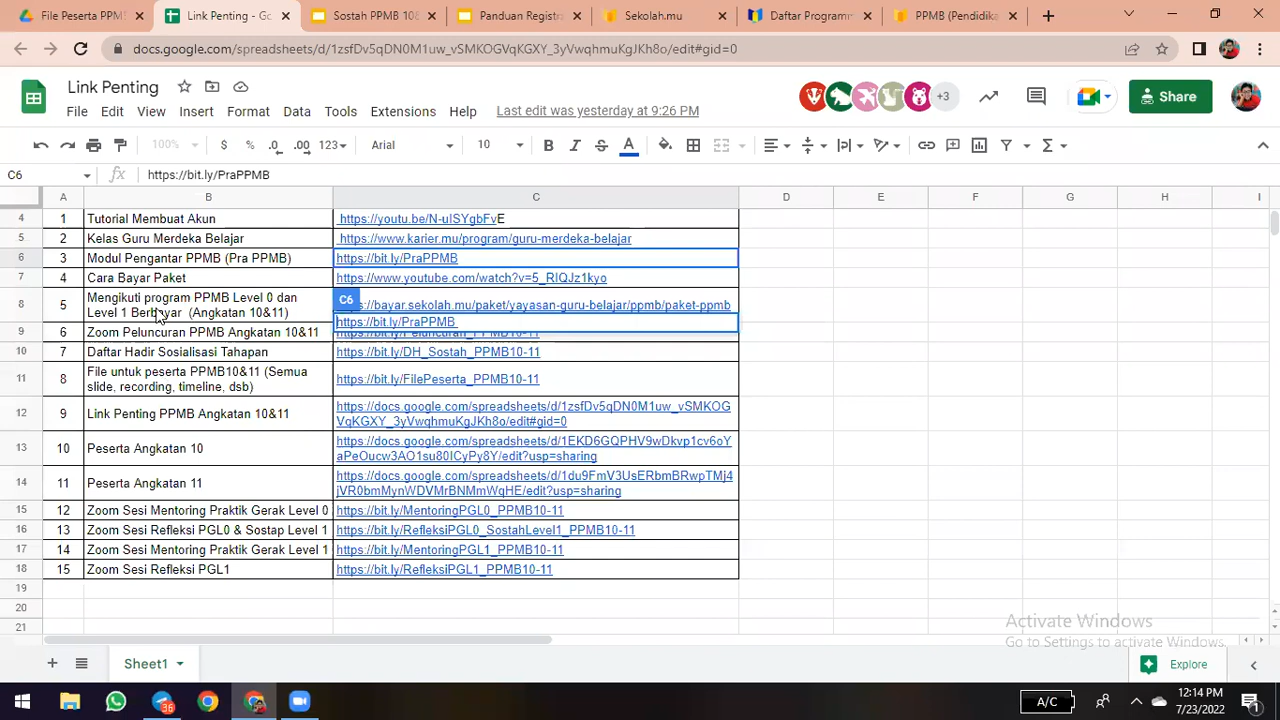 File Peserta PPM
Link Penting - Go
Sostah PPMB 10&
Panduan Registra
Sekolah.mu
Daftar Program
PPMB (Pendidika
docs.google.com/spreadsheets/d/1zsfDv5qDN0M1uw_vSMKOGVqKGXY_3yVwqhmuKgJKh8o/edit#gid=0
Link Penting
+3
Share
File Edit View Insert Format Data Tools Extensions Help Last edit was yesterday at 9:26 PM
100% $ % .0 .00 123 Arial 10 B I S A
C6 fx https://bit.ly/PraPPMB
A B C D E F G H I
4 1 Tutorial Membuat Akun https://youtu.be/N-uISYgbFvE
5 2 Kelas Guru Merdeka Belajar https://www.karier.mu/program/guru-merdeka-belajar
6 3 Modul Pengantar PPMB (Pra PPMB) https://bit.ly/PraPPMB
7 4 Cara Bayar Paket https://www.youtube.com/watch?v=5_RIQJz1kyo
8 5 Mengikuti program PPMB Level 0 dan
Level 1 Berbayar (Angkatan 10&11)
C6
s://bayar.sekolah.mu/paket/yayasan-guru-belajar/ppmb/paket-ppmb
https://bit.ly/PraPPMB
9 6 Zoom Peluncuran PPMB Angkatan 10&11 https://bit.ly/Peluncuran_PPMB10-11
10 7 Daftar Hadir Sosialisasi Tahapan https://bit.ly/DH_Sostah_PPMB10-11
11 8 File untuk peserta PPMB10&11 (Semua
slide, recording, timeline, dsb) https://bit.ly/FilePeserta_PPMB10-11
12 9 Link Penting PPMB Angkatan 10&11 https://docs.google.com/spreadsheets/d/1zsfDv5qDN0M1uw_vSMKOG
VqKGXY_3yVwqhmuKgJKh8o/edit#gid=0
13 10 Peserta Angkatan 10 https://docs.google.com/spreadsheets/d/1EKD6GQPHV9wDkvp1cv6oY
aPeOucw3AO1su80ICyPy8Y/edit?usp=sharing
14 11 Peserta Angkatan 11 https://docs.google.com/spreadsheets/d/1du9FmV3UsERbmBRwpTMj4
jVR0bmMynWDVMrBNMmWqHE/edit?usp=sharing
15 12 Zoom Sesi Mentoring Praktik Gerak Level 0 https://bit.ly/MentoringPGL0_PPMB10-11
16 13 Zoom Sesi Refleksi PGL0 & Sostap Level 1 https://bit.ly/RefleksiPGL0_SostahLevel1_PPMB10-11
17 14 Zoom Sesi Mentoring Praktik Gerak Level 1 https://bit.ly/MentoringPGL1_PPMB10-11
18 15 Zoom Sesi Refleksi PGL1 https://bit.ly/RefleksiPGL1_PPMB10-11
19
20
21
Activate Windows
Go to Settings to activate Windows.
Sheet1
Explore
36
A/C
12:14 PM
7/23/2022
1